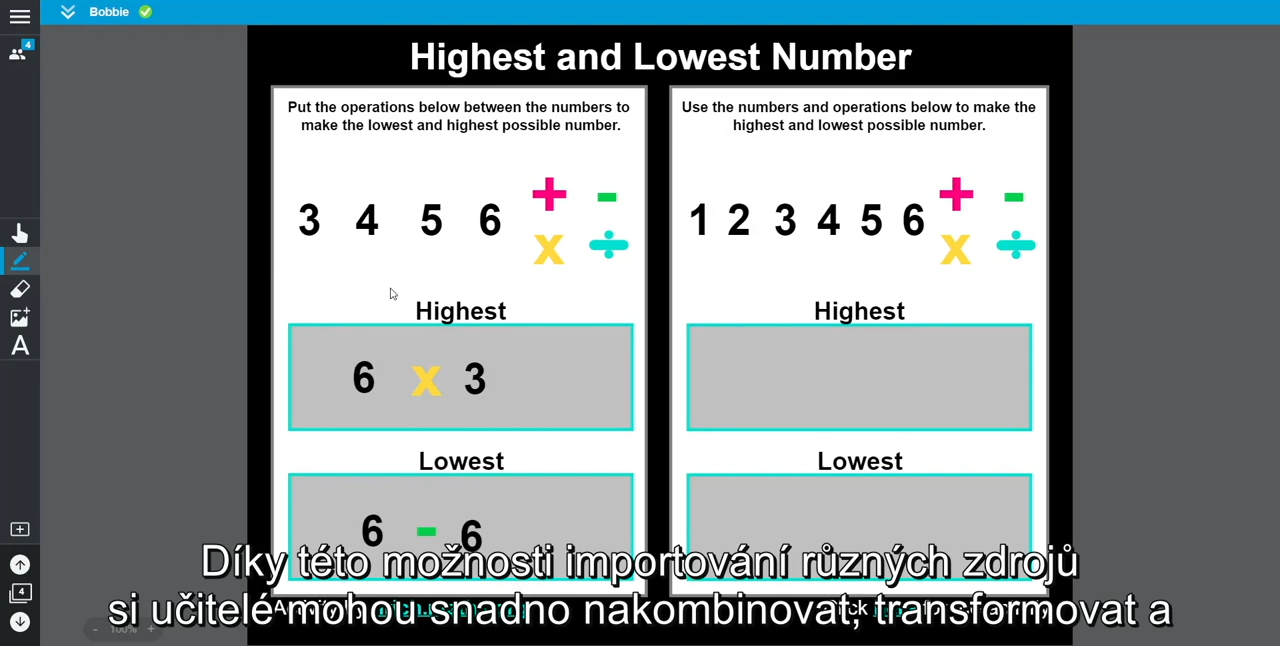 Bobbie
4
Highest and Lowest Number
Put the operations below between the numbers to
make the lowest and highest possible number.
3 4 5 6 + - x ÷
Highest
6 x 3
Lowest
6 - 6
Use the numbers and operations below to make the
highest and lowest possible number.
1 2 3 4 5 6 + - x ÷
Highest
Lowest
A
4
- 100% +
Díky této možnosti importování různých zdrojů
si učitelé mohou snadno nakombinovat, transformovat a